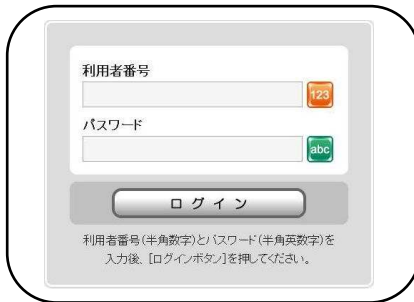 利用者番号
123
パスワード
abc
ログイン
利用者番号(半角数字)とパスワード(半角英数字)を
入力後、[ログインボタン]を押してください。